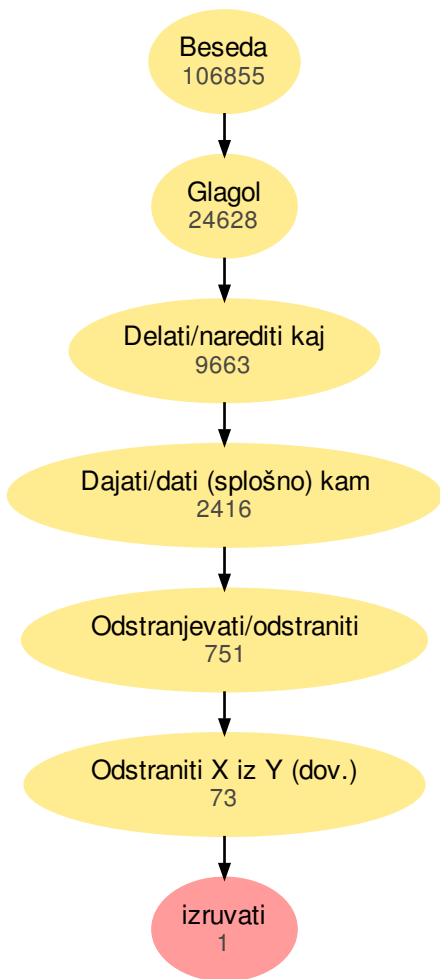 Beseda
106855
Glagol
24628
Delati/narediti kaj
9663
Dajati/dati (splošno) kam
2416
Odstranjevati/odstraniti
751
Odstraniti X iz Y (dov.)
73
izruvati
1